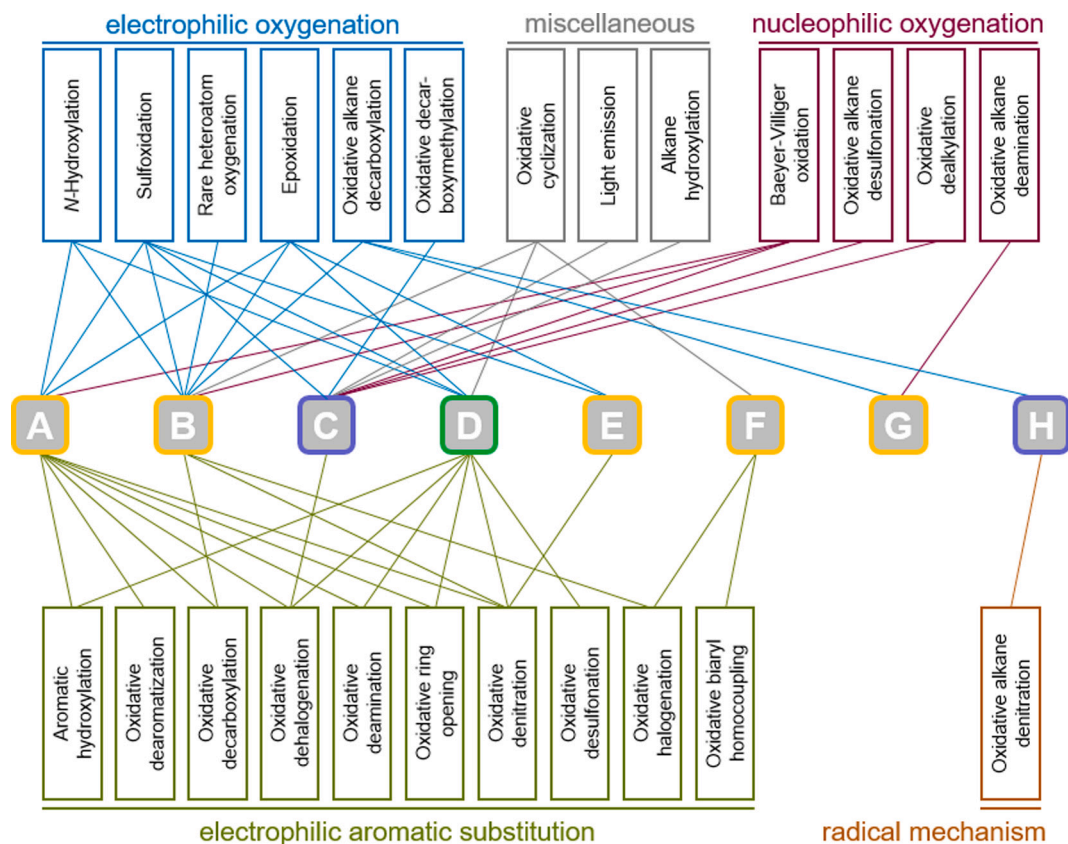 electrophilic oxygenation
miscellaneous
nucleophilic oxygenation
N-Hydroxylation
Sulfoxidation
Rare heteroatom
oxygenation
Epoxidation
Oxidative alkane
decarboxylation
Oxidative decar-
boxymethylation
Oxidative
cyclization
Light emission
Alkane
hydroxylation
Baeyer-Villiger
oxidation
Oxidative alkane
desulfonation
Oxidative
dealkylation
Oxidative alkane
deamination
A
B
C
D
E
F
G
H
Aromatic
hydroxylation
Oxidative
dearomatization
Oxidative
decarboxylation
Oxidative
dehalogenation
Oxidative
deamination
Oxidative ring
opening
Oxidative
denitration
Oxidative
desulfonation
Oxidative
halogenation
Oxidative biaryl
homocoupling
Oxidative alkane
denitration
electrophilic aromatic substitution
radical mechanism